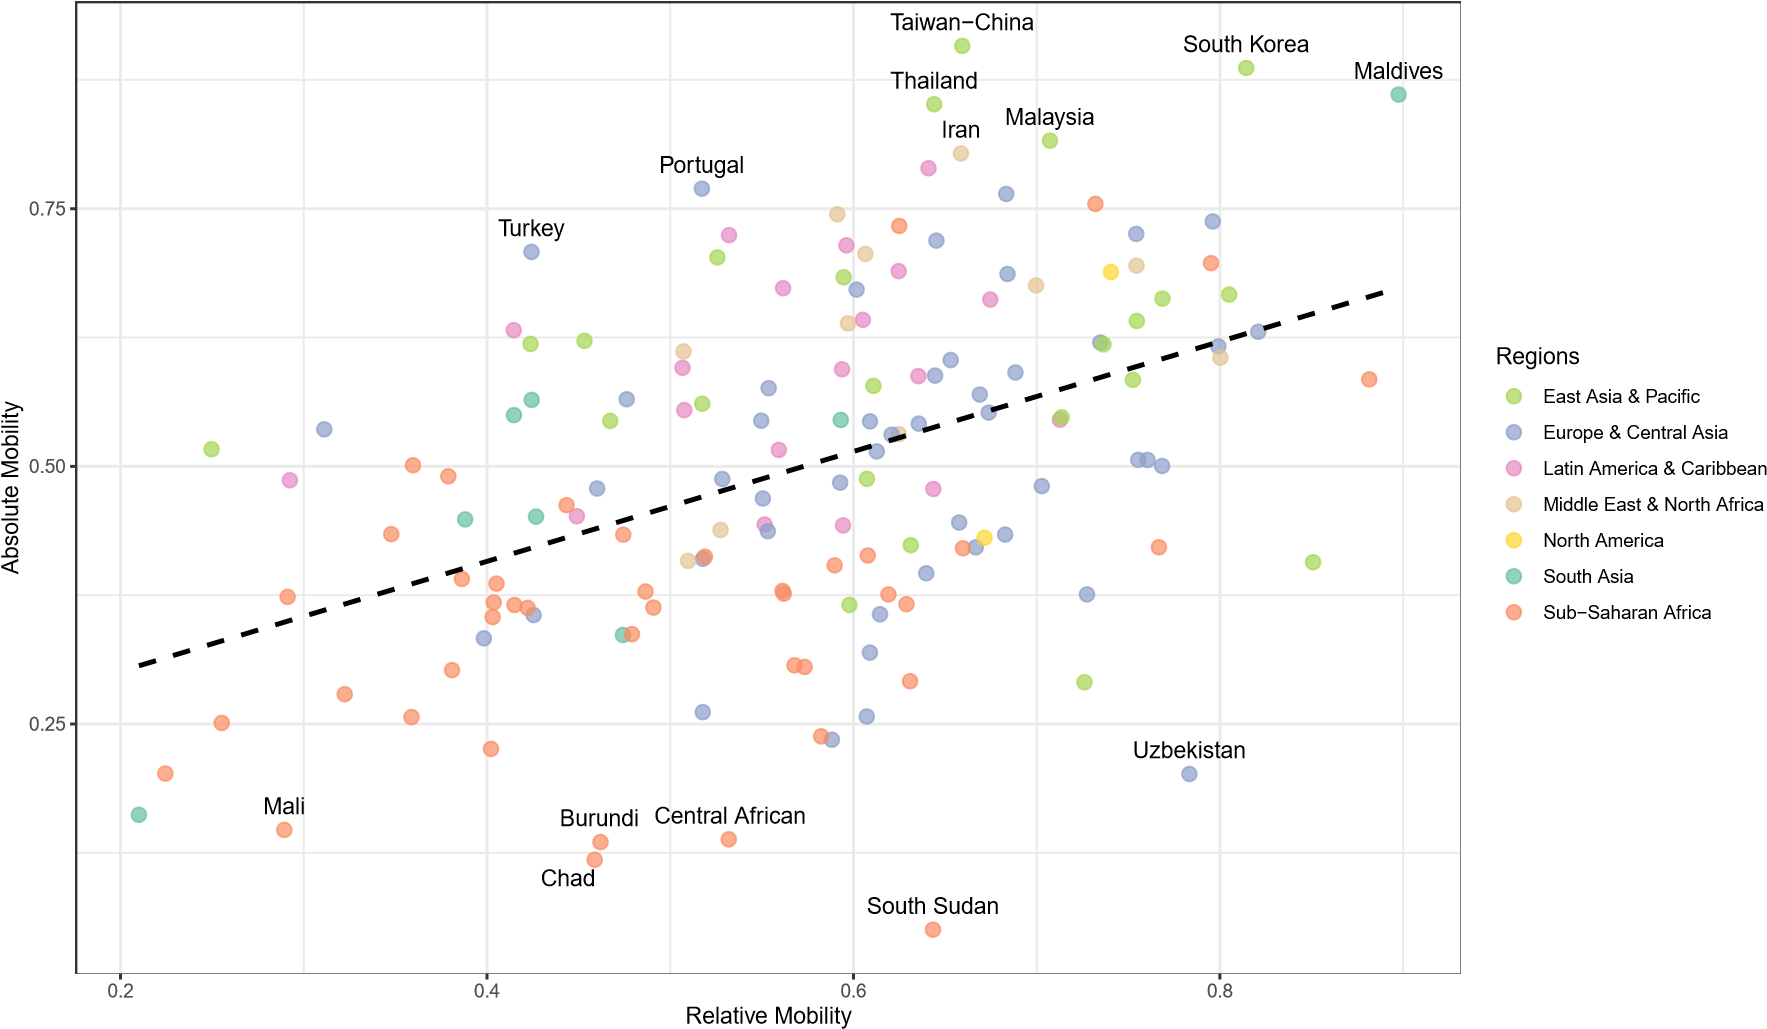 Taiwan−China
South Korea
Maldives
Thailand
Malaysia
Iran
Portugal
Turkey
0.75
0.50
0.25
Absolute Mobility
Uzbekistan
Mali
Burundi
Central African
Chad
South Sudan
0.2
0.4
0.6
0.8
Relative Mobility
Regions
East Asia & Pacific
Europe & Central Asia
Latin America & Caribbean
Middle East & North Africa
North America
South Asia
Sub−Saharan Africa